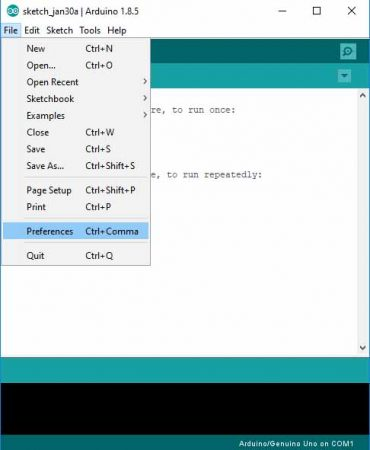 sketch_jan30a | Arduino 1.8.5
File Edit Sketch Tools Help
New Ctrl+N
Open... Ctrl+O
Open Recent
Sketchbook
Examples
Close Ctrl+W
Save Ctrl+S
Save As... Ctrl+Shift+S
Page Setup Ctrl+Shift+P
Print Ctrl+P
Preferences Ctrl+Comma
Quit Ctrl+Q
re, to run once:
e, to run repeatedly:
Arduino/Genuino Uno on COM1